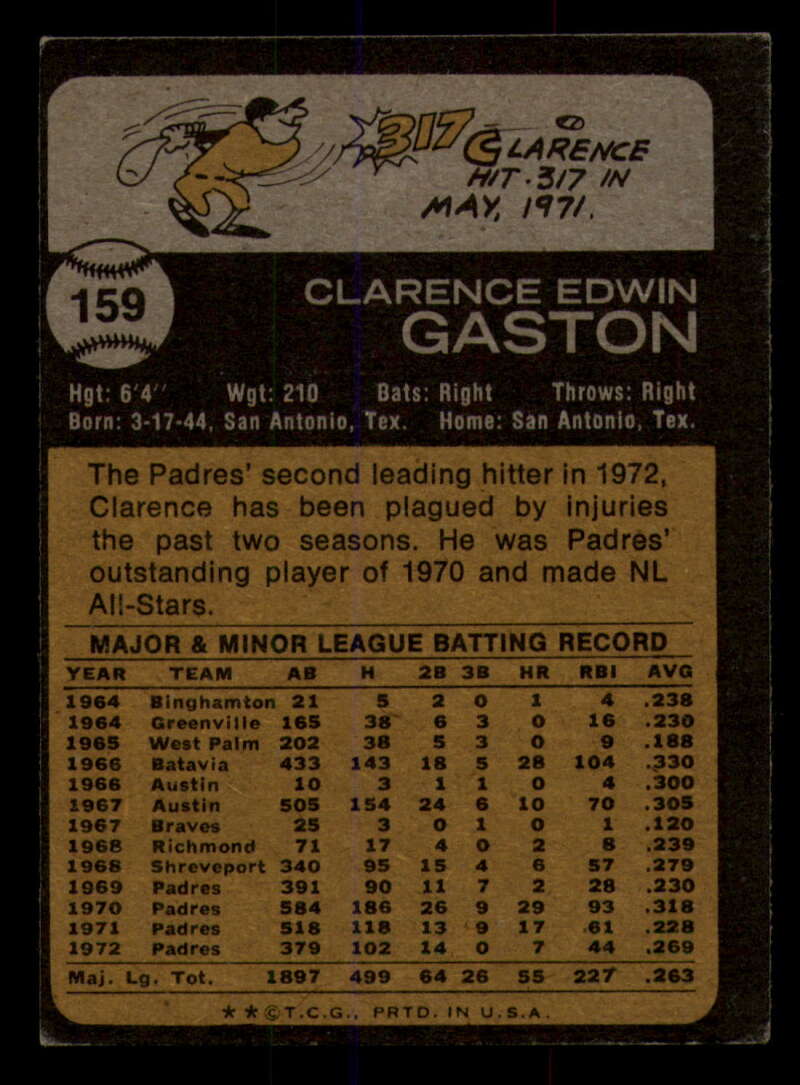 .317 CLARENCE
HIT .317 IN
MAY, 1971.
159
CLARENCE EDWIN
GASTON
Hgt: 6'4" Wgt: 210 Bats: Right Throws: Right
Born: 3-17-44, San Antonio, Tex. Home: San Antonio, Tex.
The Padres' second leading hitter in 1972,
Clarence has been plagued by injuries
the past two seasons. He was Padres'
outstanding player of 1970 and made NL
All-Stars.
MAJOR & MINOR LEAGUE BATTING RECORD
YEAR TEAM AB H 2B 3B HR RBI AVG
1964 Binghamton 21 5 2 0 1 4 .238
1964 Greenville 165 38 6 3 0 16 .230
1965 West Palm 202 38 5 3 0 9 .188
1966 Batavia 433 143 18 5 28 104 .330
1966 Austin 10 3 1 1 0 4 .300
1967 Austin 505 154 24 6 10 70 .305
1967 Braves 25 3 0 1 0 1 .120
1968 Richmond 71 17 4 0 2 8 .239
1968 Shreveport 340 95 15 4 6 57 .279
1969 Padres 391 90 11 7 2 28 .230
1970 Padres 584 186 26 9 29 93 .318
1971 Padres 518 118 13 9 17 61 .228
1972 Padres 379 102 14 0 7 44 .269
Maj. Lg. Tot. 1897 499 64 26 55 227 .263
★ ★ © T.C.G., PRTD. IN U.S.A.